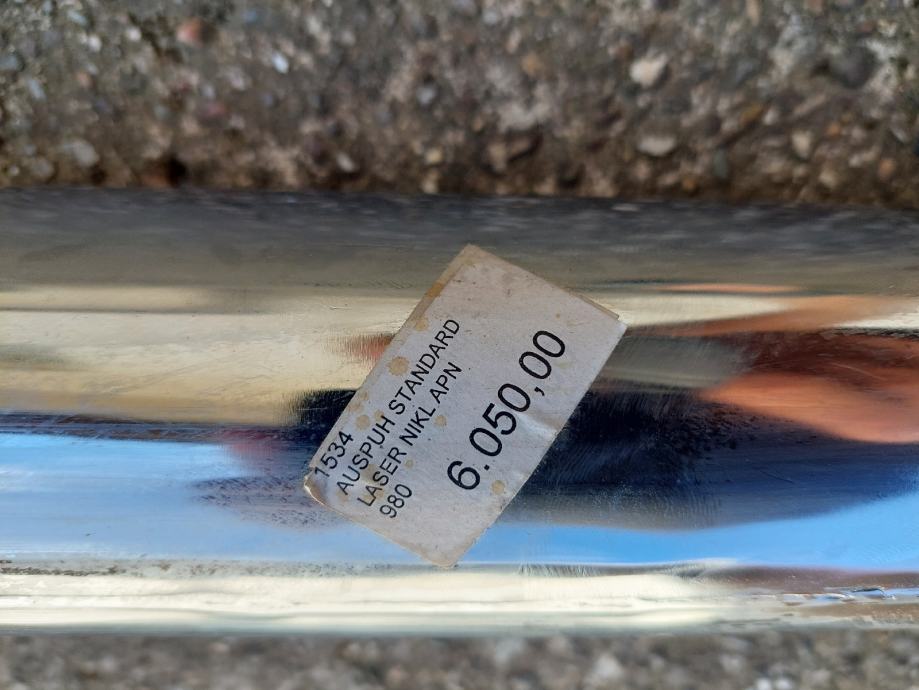 1534
AUSPUH STANDARD
LASER NIKL APN
980
6.050,00